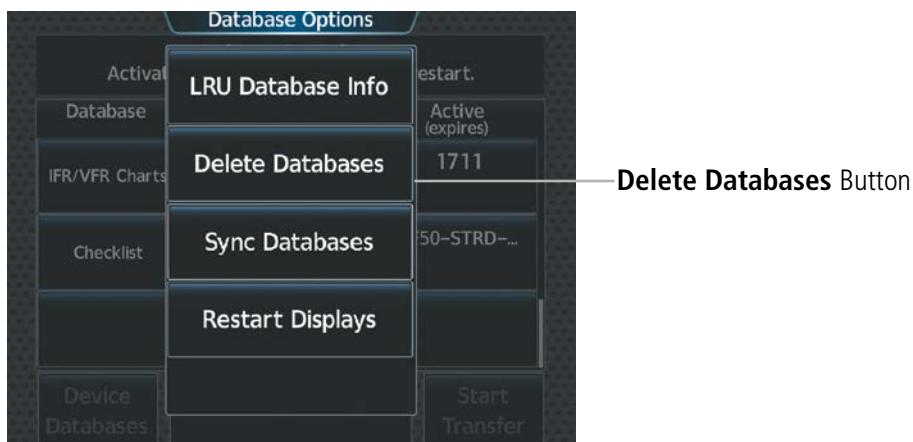 Database Options
Activat
estart.
LRU Database Info
Database
Active
(expires)
IFR/VFR Charts
Delete Databases
1711
Delete Databases Button
Checklist
Sync Databases
50-STRD-...
Restart Displays
Device
Databases
Start
Transfer